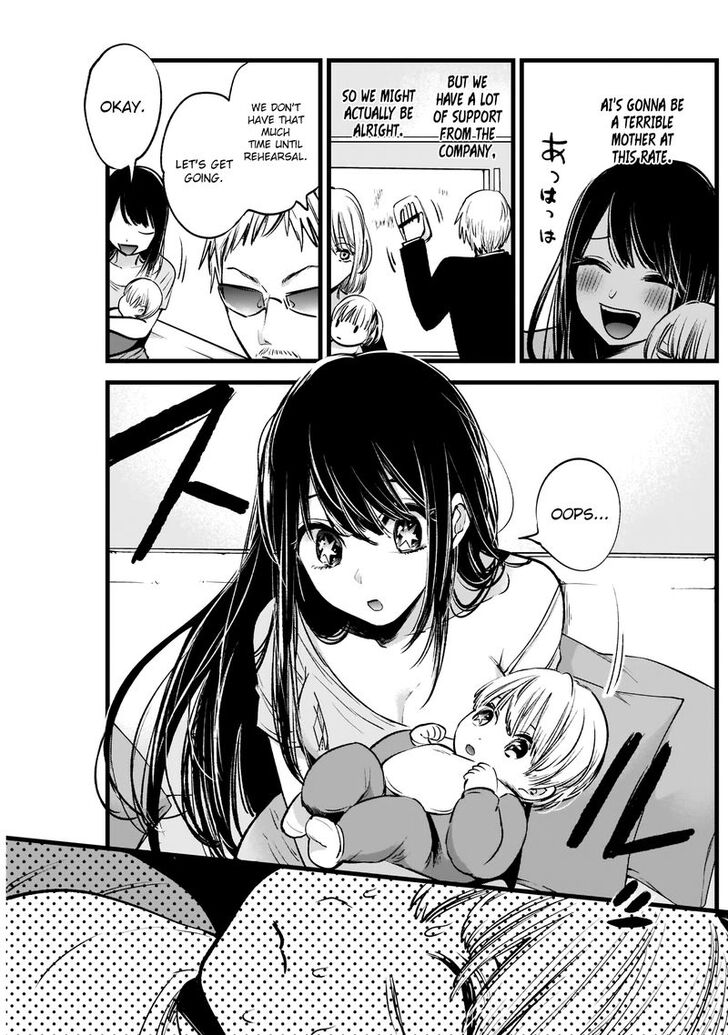 AI'S GONNA BE
A TERRIBLE
MOTHER AT
THIS RATE.
あっはっは
BUT WE
HAVE A LOT
OF SUPPORT
FROM THE
COMPANY,
SO WE MIGHT
ACTUALLY BE
ALRIGHT.
WE DON'T
HAVE THAT
MUCH
TIME UNTIL
REHEARSAL.
LET'S GET
GOING.
OKAY.
OOPS...
ズルッ